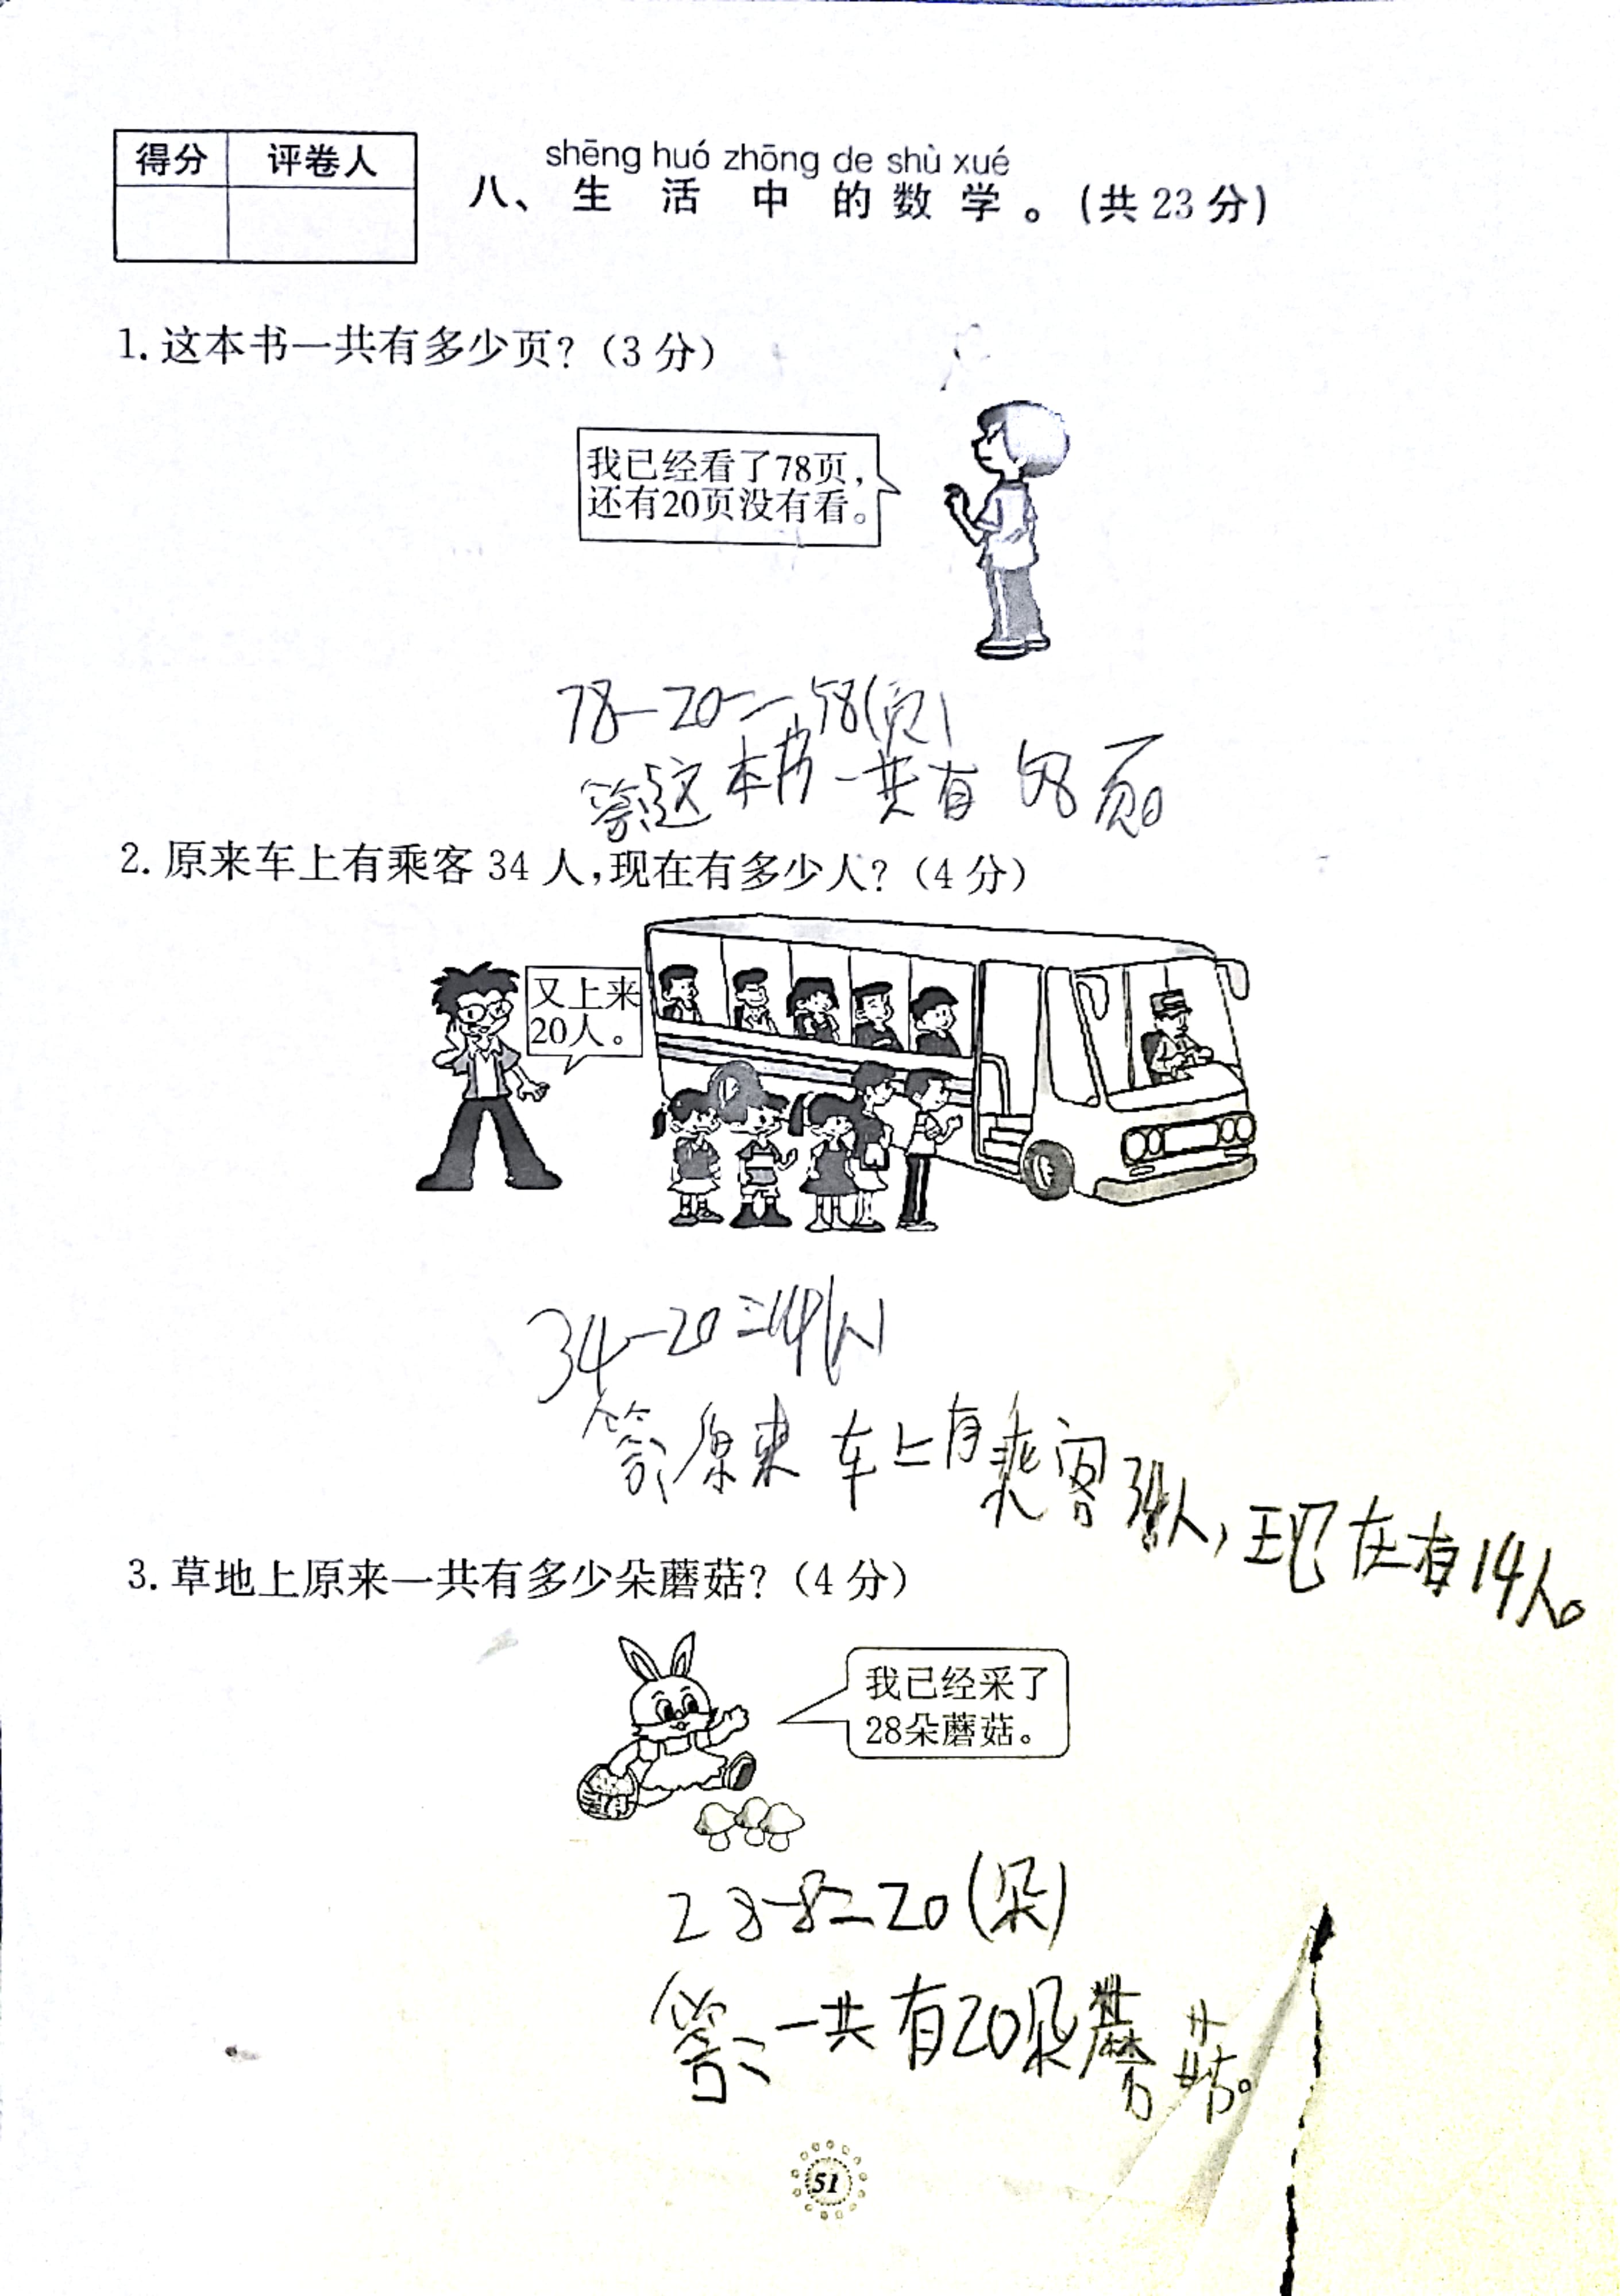 得分 评卷人
shēng huó zhōng de shù xué
八、生活中的数学。(共23分)
1. 这本书一共有多少页?(3分)
我已经看了78页,
还有20页没有看。
78-20=58(页)
答:这本书一共有58页。
2. 原来车上有乘客34人,现在有多少人?(4分)
又上来
20人。
34-20=14(人)
答:原来车上有乘客34人,现在有14人。
3. 草地上原来一共有多少朵蘑菇?(4分)
我已经采了
28朵蘑菇。
28-8=20(朵)
答:一共有20朵蘑菇。
51